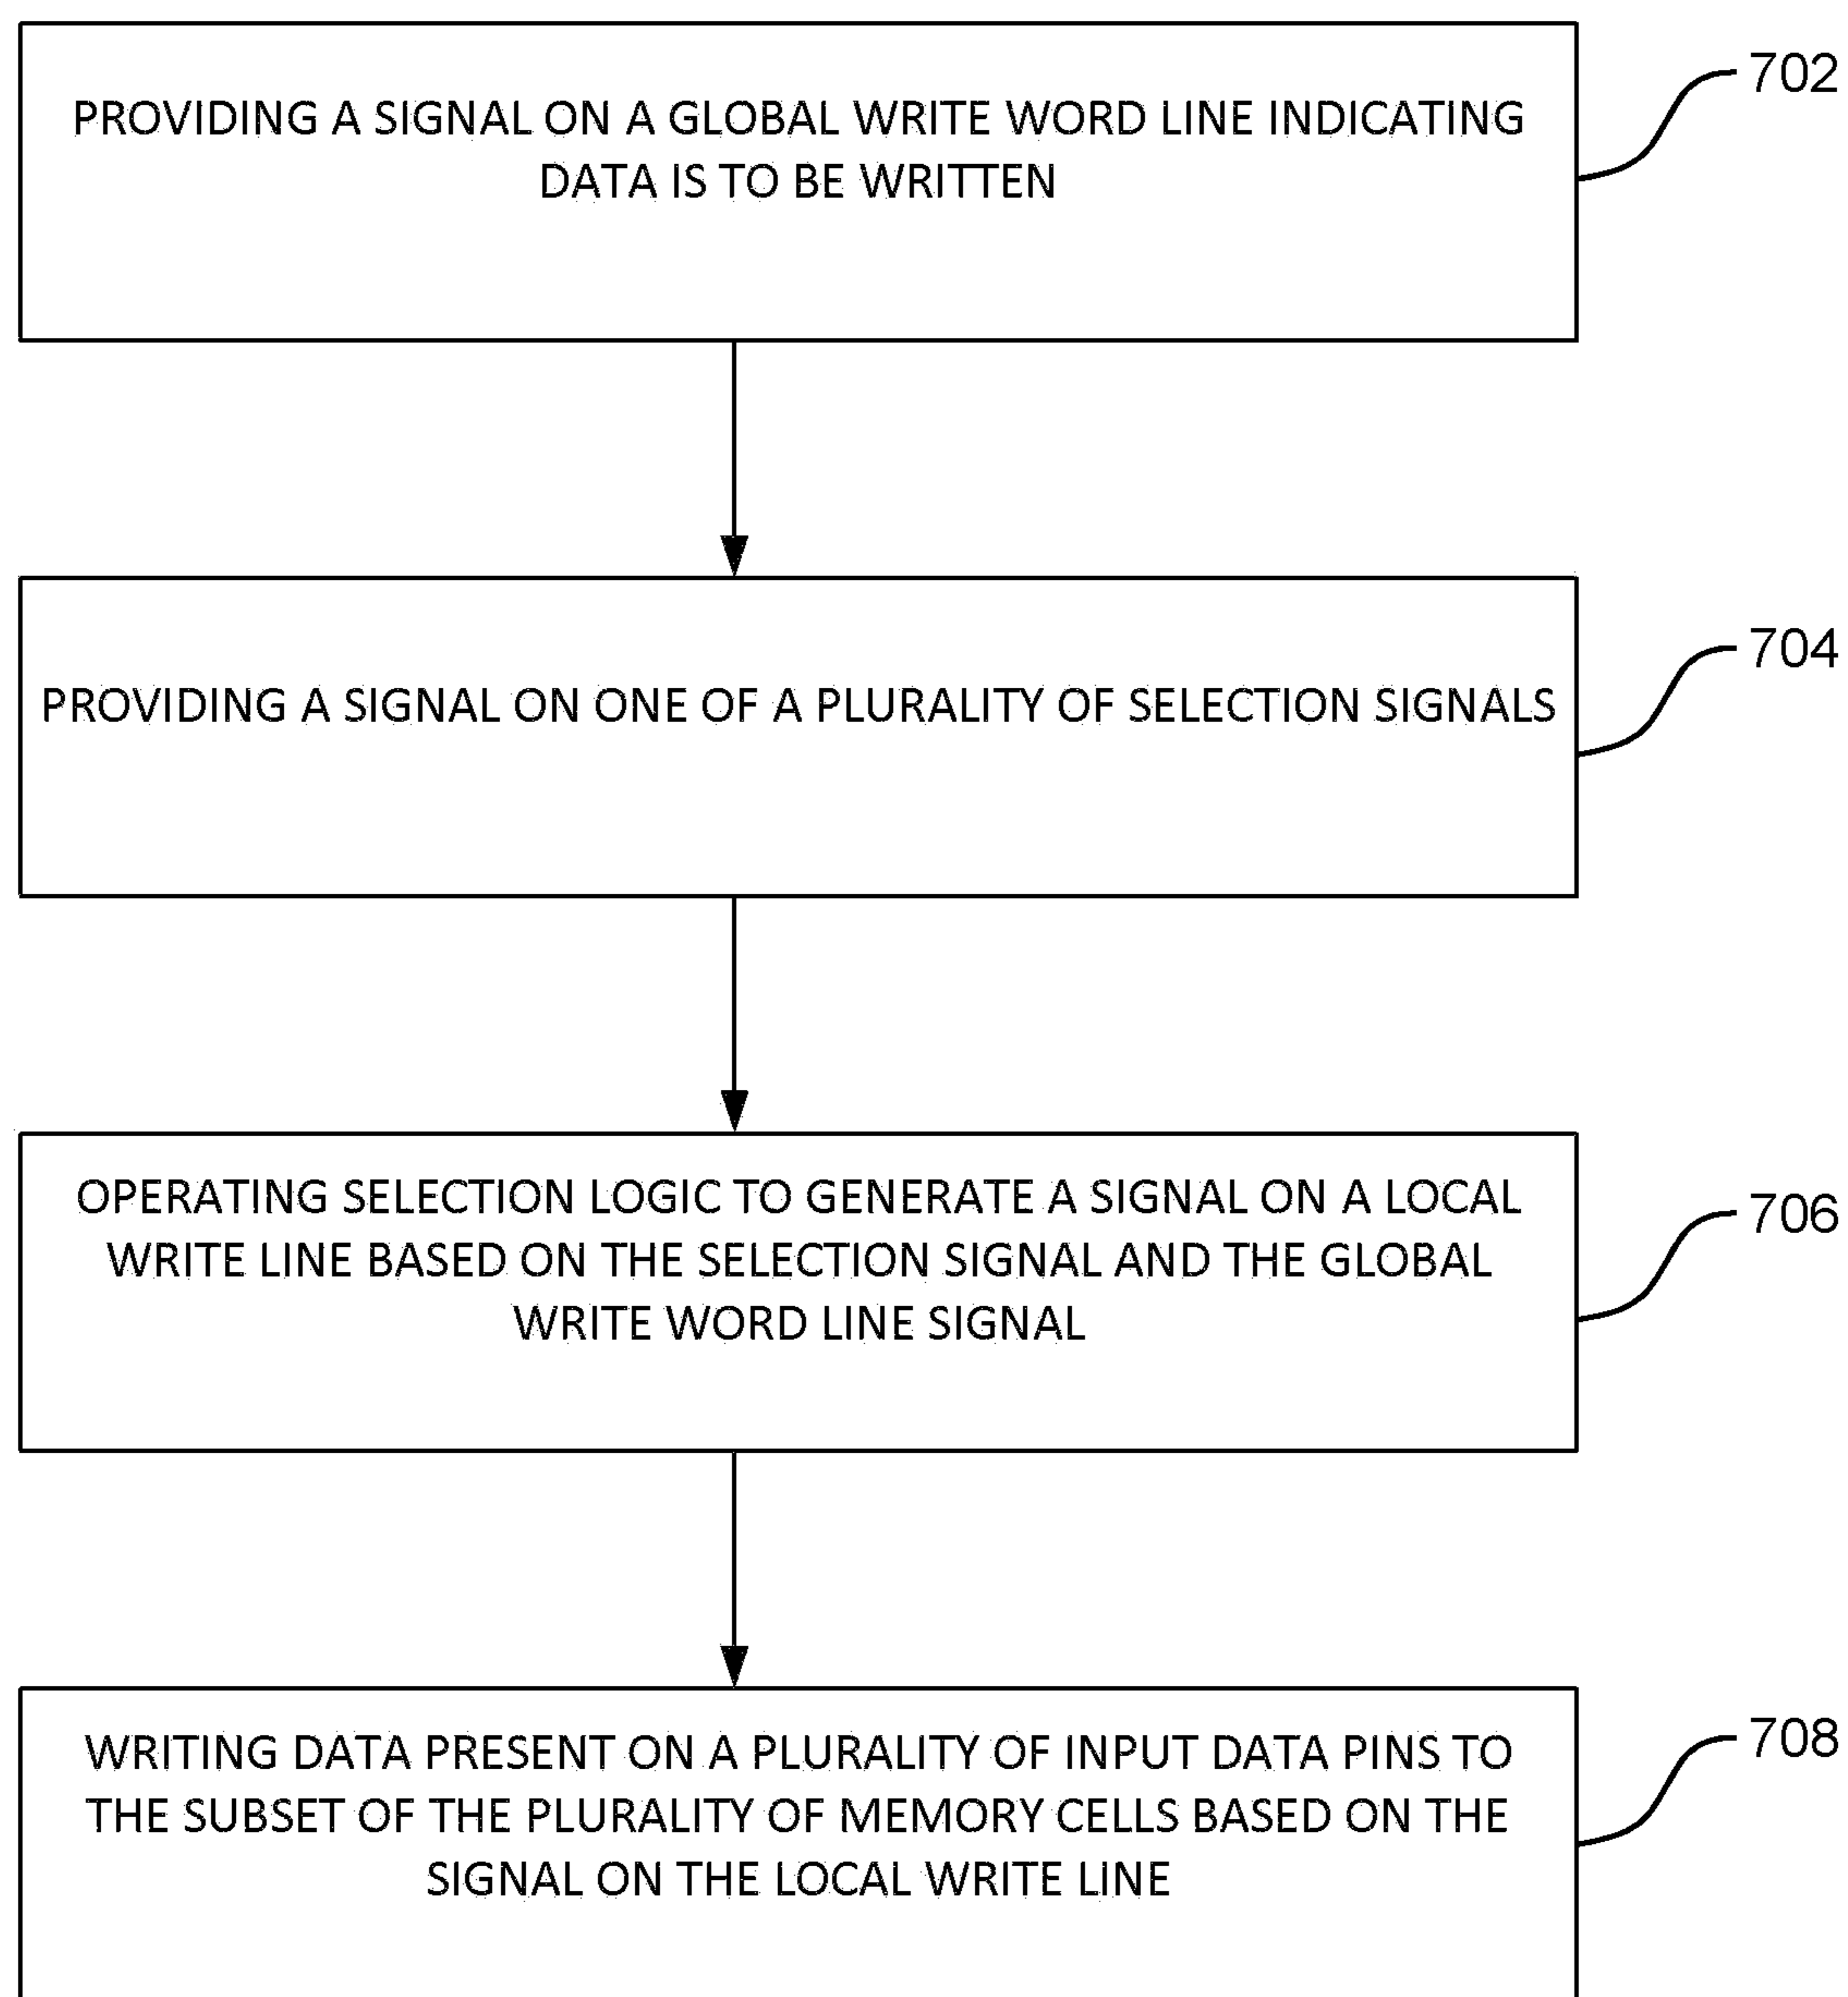 PROVIDING A SIGNAL ON A GLOBAL WRITE WORD LINE INDICATING
DATA IS TO BE WRITTEN
702
PROVIDING A SIGNAL ON ONE OF A PLURALITY OF SELECTION SIGNALS
704
OPERATING SELECTION LOGIC TO GENERATE A SIGNAL ON A LOCAL
WRITE LINE BASED ON THE SELECTION SIGNAL AND THE GLOBAL
WRITE WORD LINE SIGNAL
706
WRITING DATA PRESENT ON A PLURALITY OF INPUT DATA PINS TO
THE SUBSET OF THE PLURALITY OF MEMORY CELLS BASED ON THE
SIGNAL ON THE LOCAL WRITE LINE
708